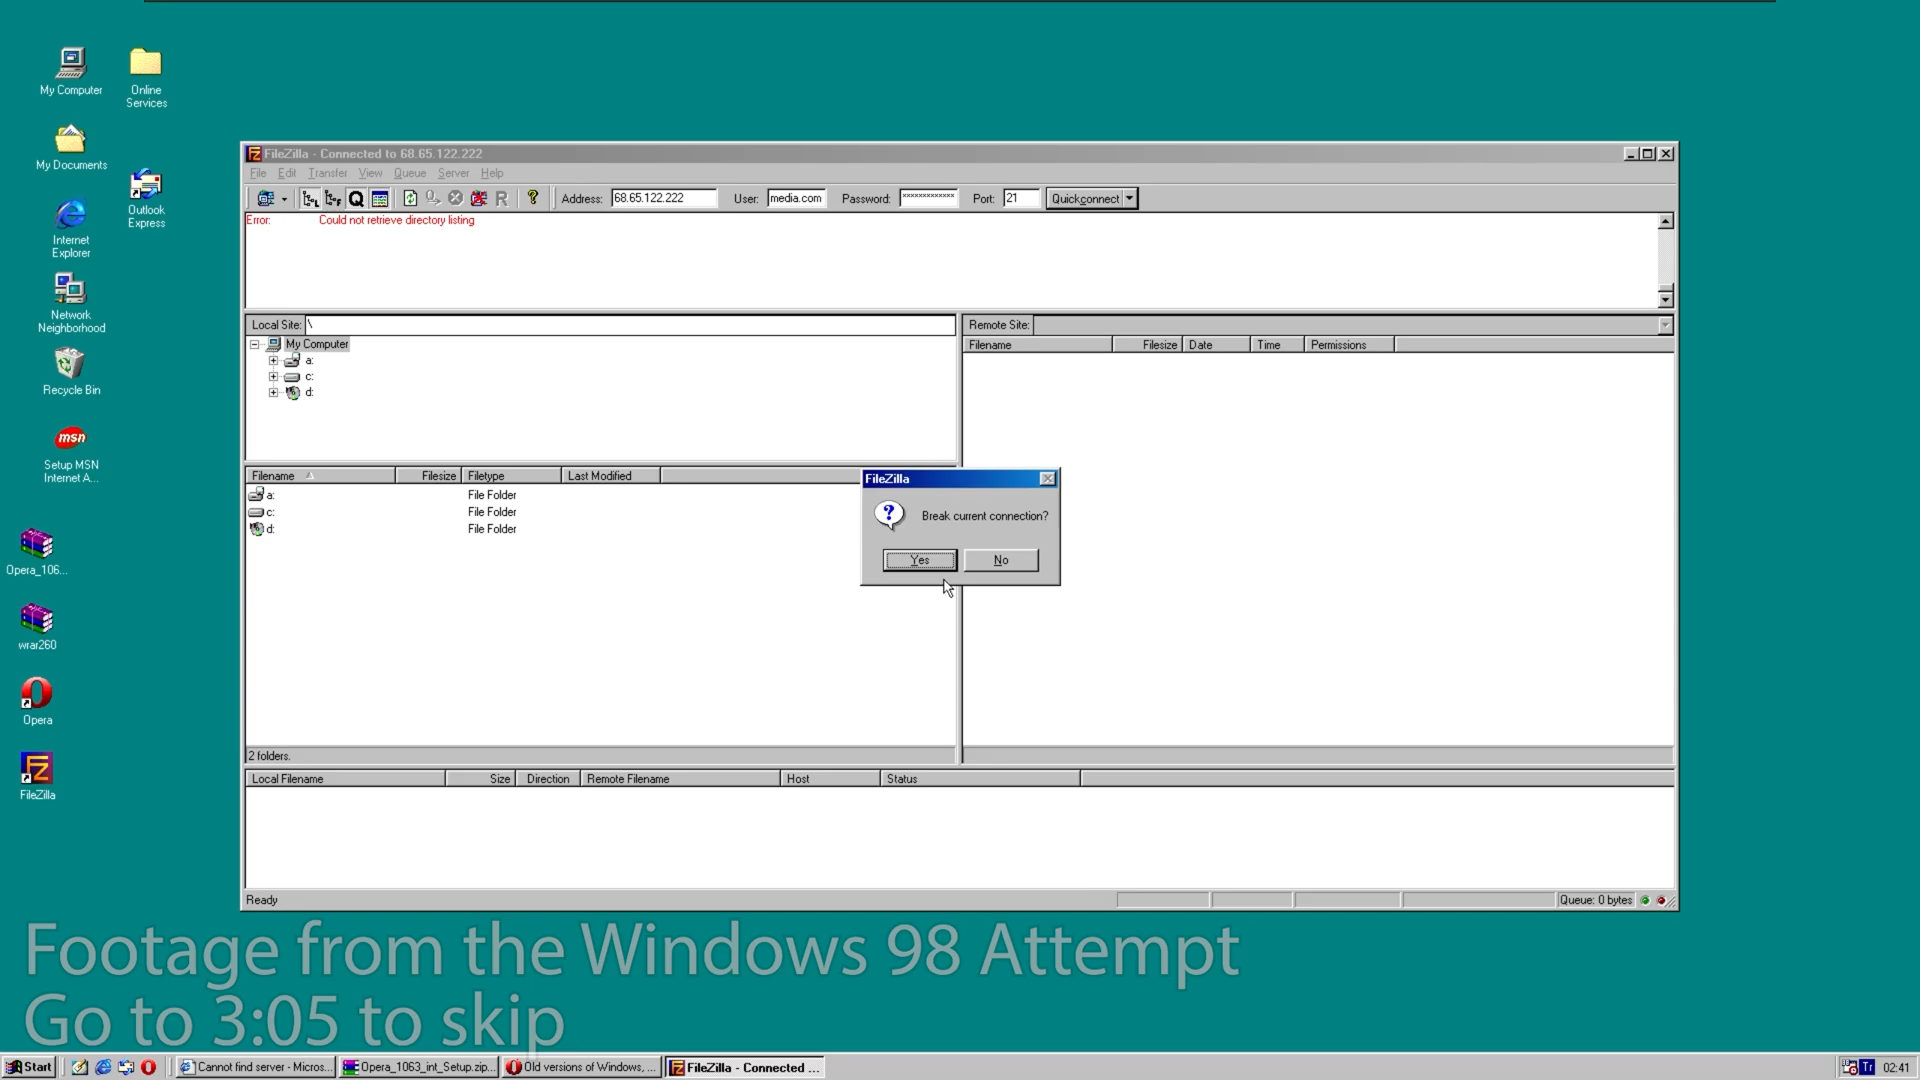 My Computer
Online
Services
My Documents
Outlook
Express
Internet
Explorer
Network
Neighborhood
Recycle Bin
msn
Setup MSN
Internet A...
Opera_106...
wrar260
Opera
FileZilla
FileZilla - Connected to 68.65.122.222
File Edit Transfer View Queue Server Help
Address: 68.65.122.222 User: media.com Password: ************* Port: 21 Quickconnect
Error: Could not retrieve directory listing
Local Site: \
My Computer
a:
c:
d:
Remote Site:
Filename Filesize Date Time Permissions
Filename Filesize Filetype Last Modified
a: File Folder
c: File Folder
d: File Folder
FileZilla
Break current connection?
Yes No
2 folders.
Local Filename Size Direction Remote Filename Host Status
Ready Queue: 0 bytes
Footage from the Windows 98 Attempt
Go to 3:05 to skip
Start Cannot find server - Micros... Opera_1063_int_Setup.zip... Old versions of Windows, ... FileZilla - Connected ... Tr 02:41